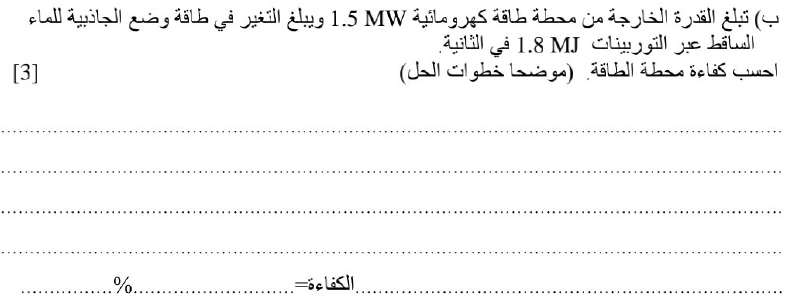 ب) تبلغ القدرة الخارجة من محطة طاقة كهرومائية 1.5 MW ويبلغ التغير في طاقة وضع الجاذبية للماء
الساقط عبر التوربينات 1.8 MJ في الثانية.
احسب كفاءة محطة الطاقة. (موضحا خطوات الحل) [3]
الكفاءة=............................%................